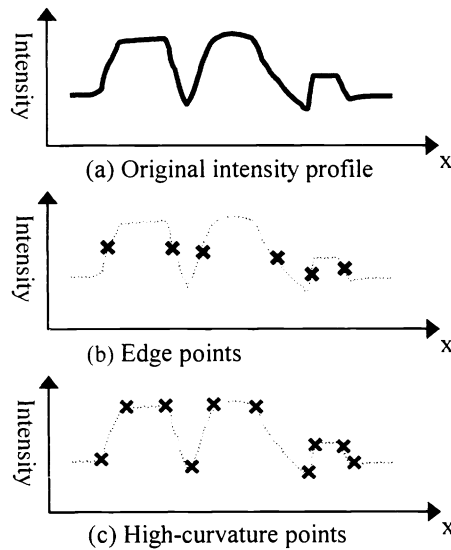 Intensity
X
(a) Original intensity profile
Intensity
X
(b) Edge points
Intensity
X
(c) High-curvature points